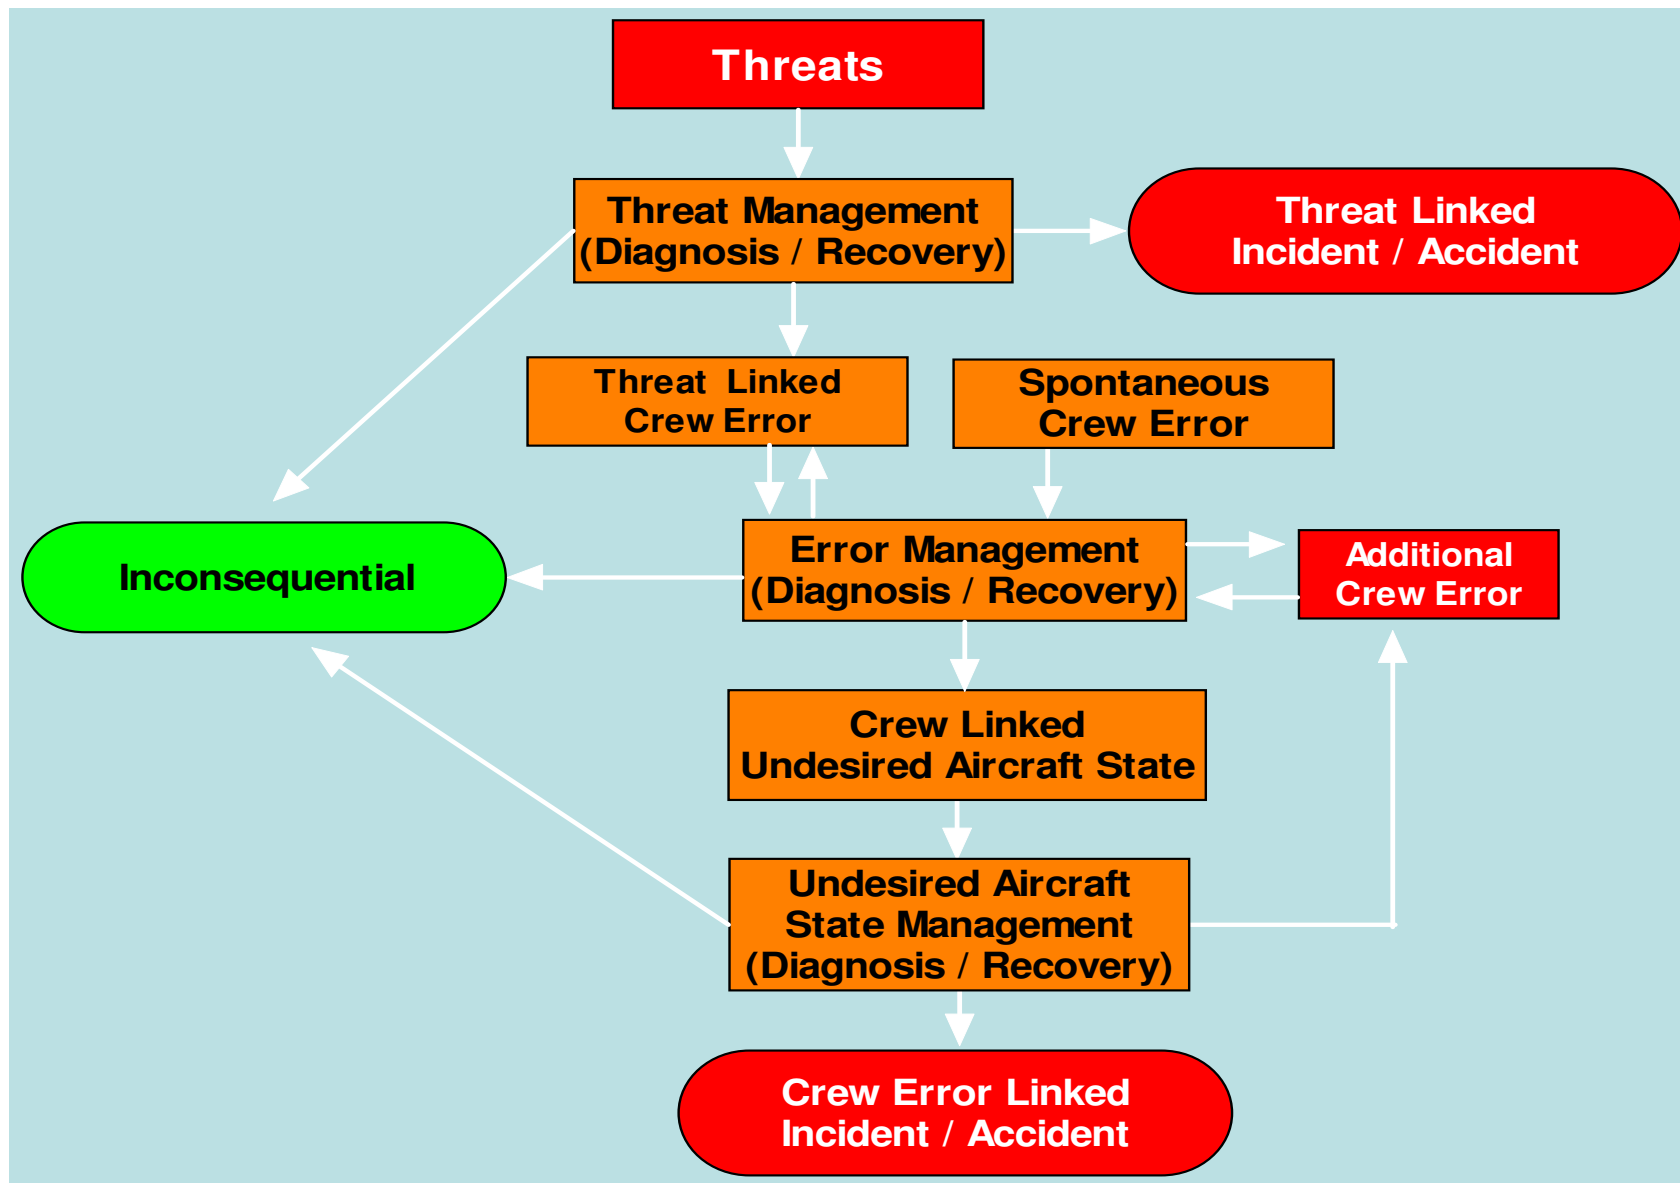 Threats
Threat Management
(Diagnosis / Recovery)
Threat Linked
Incident / Accident
Threat Linked
Crew Error
Spontaneous
Crew Error
Inconsequential
Error Management
(Diagnosis / Recovery)
Additional
Crew Error
Crew Linked
Undesired Aircraft State
Undesired Aircraft
State Management
(Diagnosis / Recovery)
Crew Error Linked
Incident / Accident